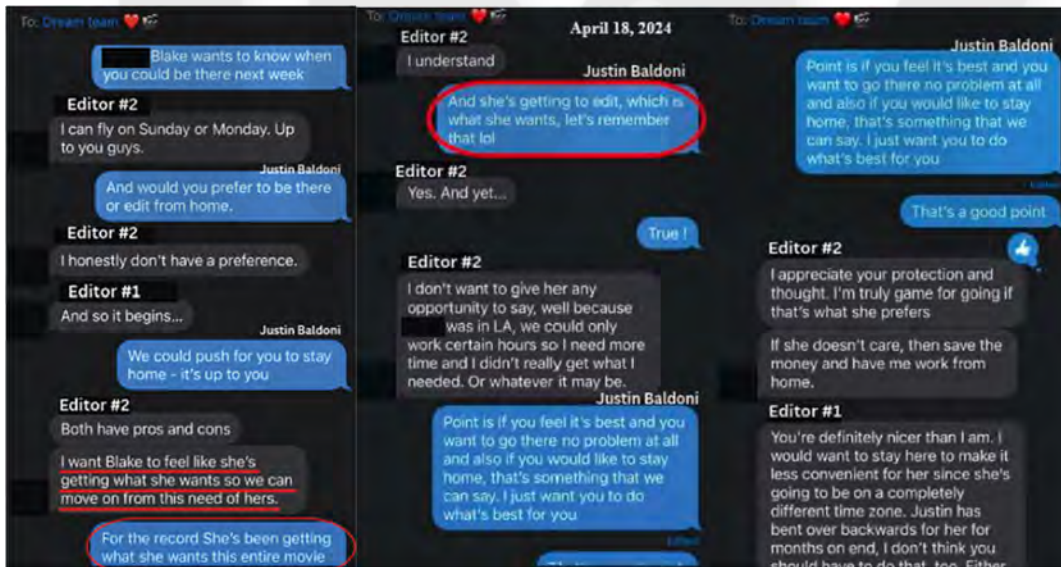 To: Dream team ❤️🎬
Blake wants to know when
you could be there next week
Editor #2
I can fly on Sunday or Monday. Up
to you guys.
Justin Baldoni
And would you prefer to be there
or edit from home.
Editor #2
I honestly don't have a preference.
Editor #1
And so it begins...
Justin Baldoni
We could push for you to stay
home - it's up to you
Editor #2
Both have pros and cons
I want Blake to feel like she's
getting what she wants so we can
move on from this need of hers.
For the record She's been getting
what she wants this entire movie
To: Dream team ❤️🎬
April 18, 2024
Editor #2
I understand
Justin Baldoni
And she's getting to edit, which is
what she wants, let's remember
that lol
Editor #2
Yes. And yet...
True !
Editor #2
I don't want to give her any
opportunity to say, well because
was in LA, we could only
work certain hours so I need more
time and I didn't really get what I
needed. Or whatever it may be.
Justin Baldoni
Point is if you feel it's best and you
want to go there no problem at all
and also if you would like to stay
home, that's something that we
can say. I just want you to do
what's best for you
Edited
To: Dream team ❤️🎬
Justin Baldoni
Point is if you feel it's best and you
want to go there no problem at all
and also if you would like to stay
home, that's something that we
can say. I just want you to do
what's best for you
Edited
That's a good point
Editor #2
I appreciate your protection and
thought. I'm truly game for going if
that's what she prefers
If she doesn't care, then save the
money and have me work from
home.
Editor #1
You're definitely nicer than I am. I
would want to stay here to make it
less convenient for her since she's
going to be on a completely
different time zone. Justin has
bent over backwards for her for
months on end, I don't think you
should have to do that, too. Either